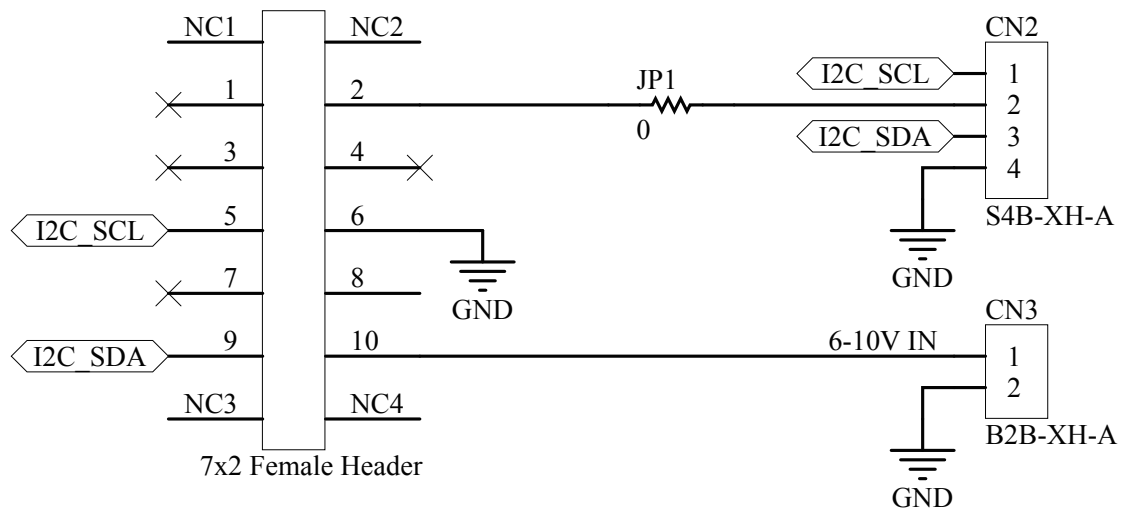 NC1 NC2
1 2
3 4
I2C_SCL 5 6
GND
7 8
I2C_SDA 9 10
NC3 NC4
7x2 Female Header
JP1
0
CN2
I2C_SCL 1
2
I2C_SDA 3
4
S4B-XH-A
GND
CN3
6-10V IN 1
2
B2B-XH-A
GND